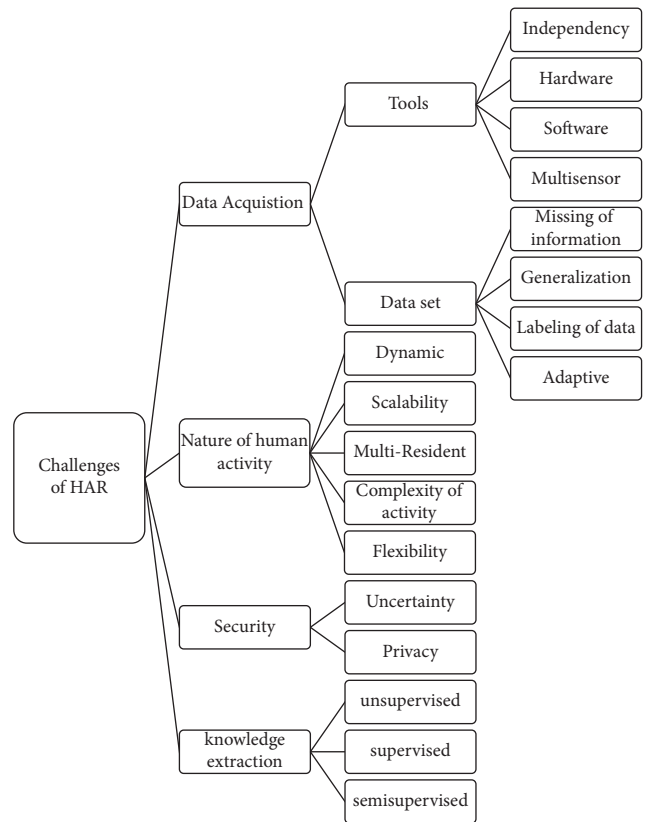 Challenges
of HAR
Data Acquistion
Tools
Independency
Hardware
Software
Multisensor
Data set
Missing of
information
Generalization
Labeling of data
Adaptive
Nature of human
activity
Dynamic
Scalability
Multi-Resident
Complexity of
activity
Flexibility
Security
Uncertainty
Privacy
knowledge
extraction
unsupervised
supervised
semisupervised